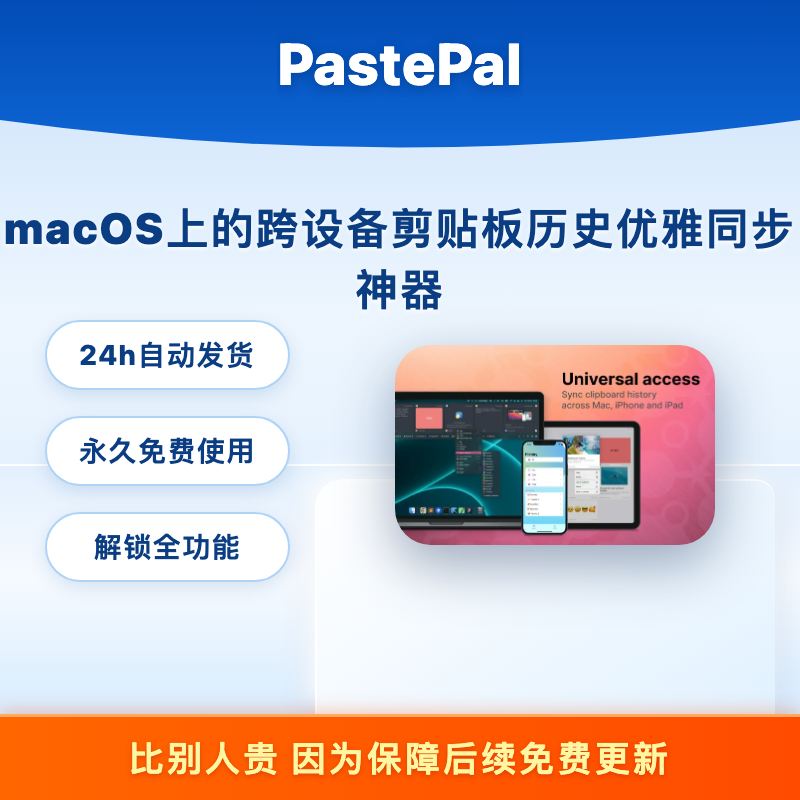 PastePal
macOS上的跨设备剪贴板历史优雅同步
神器
24h自动发货
永久免费使用
解锁全功能
Universal access
Sync clipboard history
across Mac, iPhone and iPad
比别人贵 因为保障后续免费更新